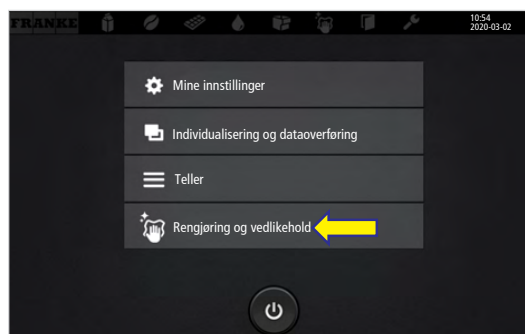 FRANKE
10:54
2020-03-02
Mine innstillinger
Individualisering og dataoverføring
Teller
Rengjøring og vedlikehold